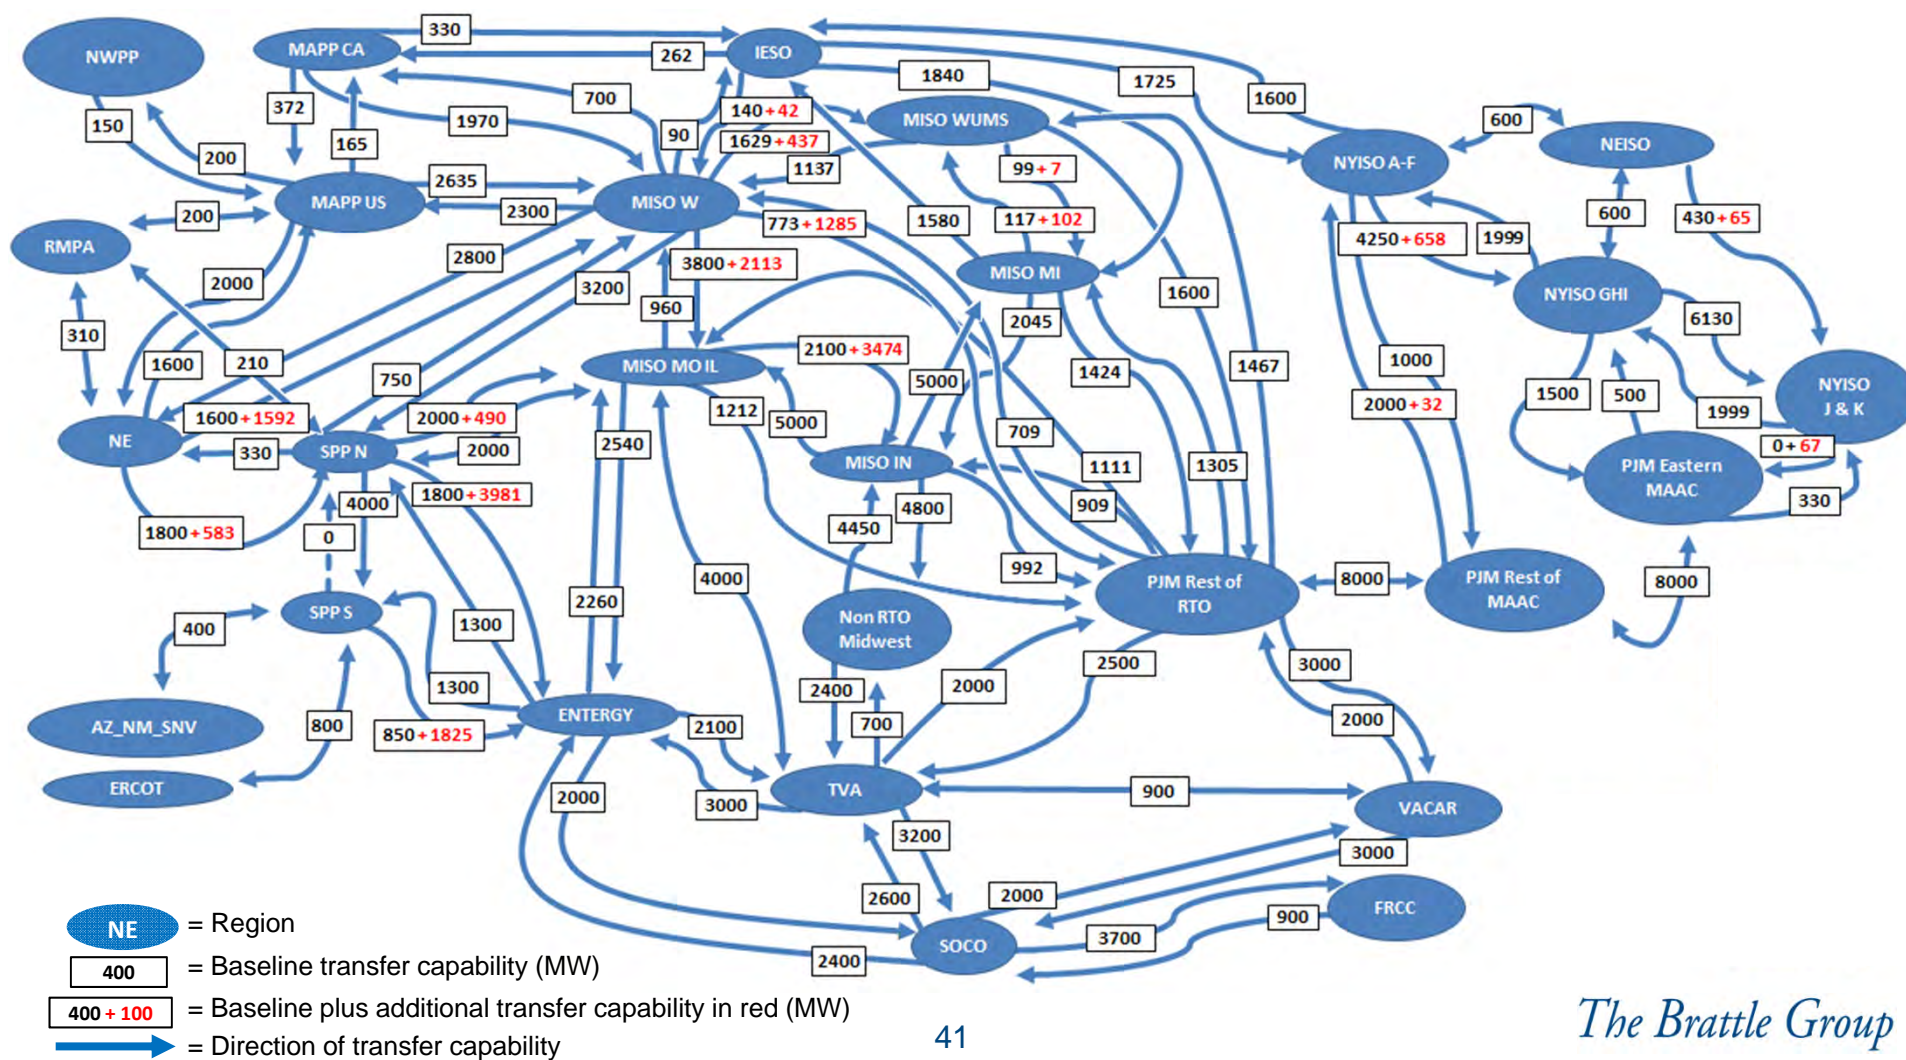 330
MAPP CA
NWPP
IESO
262
1840
1725
1600
372
700
140 + 42
MISO WUMS
600
150
1970
90
1629 + 437
NEISO
165
200
1137
99 + 7
NYISO A-F
2635
MAPP US
MISO W
2300
200
773 + 1285
1580
117 + 102
600
430 + 65
RMPA
4250 + 658
1999
2800
3800 + 2113
MISO MI
2000
3200
1600
NYISO GHI
960
2045
6130
310
210
1600
MISO MO IL
2100 + 3474
750
5000
1424
1467
1000
1500
500
NYISO
J & K
1600 + 1592
2000 + 490
1212
2000 + 32
1999
NE
330
SPP N
2000
2540
5000
709
0 + 67
MISO IN
1111
1305
PJM Eastern
MAAC
1800 + 3981
4000
4800
909
330
1800 + 583
0
4450
992
4000
8000
8000
PJM Rest of
RTO
PJM Rest of
MAAC
SPP S
2260
Non RTO
Midwest
400
1300
2500
3000
1300
2400
2000
AZ_NM_SNV
800
ENTERGY
2100
700
2000
850 + 1825
ERCOT
TVA
2000
3000
900
VACAR
3200
3000
2600
2000
FRCC
900
SOCO
3700
2400
NE = Region
400 = Baseline transfer capability (MW)
400 + 100 = Baseline plus additional transfer capability in red (MW)
= Direction of transfer capability
41
The Brattle Group